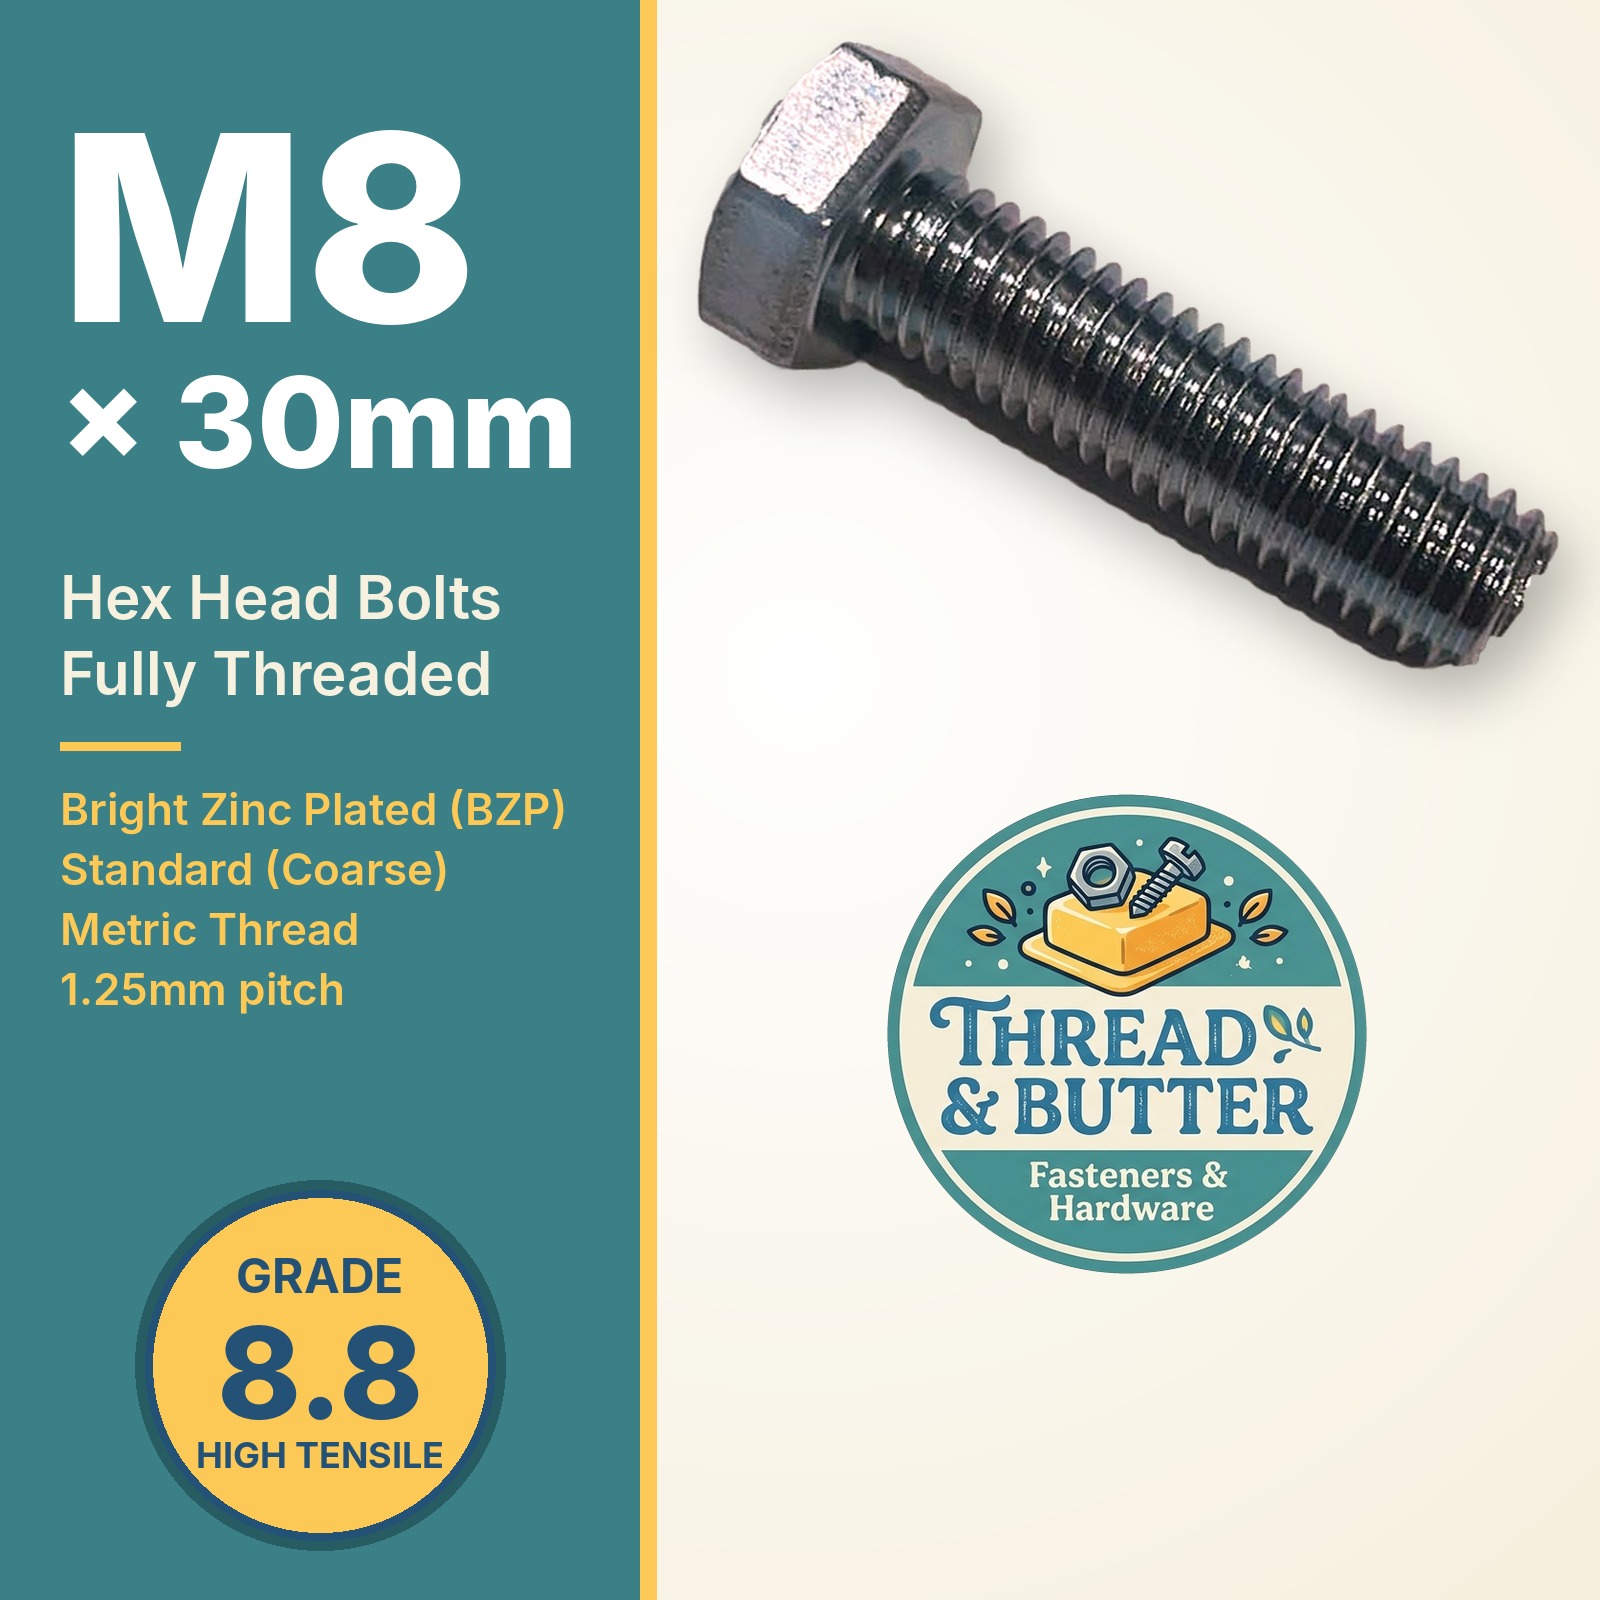 M8
× 30mm
Hex Head Bolts
Fully Threaded
Bright Zinc Plated (BZP)
Standard (Coarse)
Metric Thread
1.25mm pitch
GRADE
8.8
HIGH TENSILE
THREAD
& BUTTER
Fasteners &
Hardware